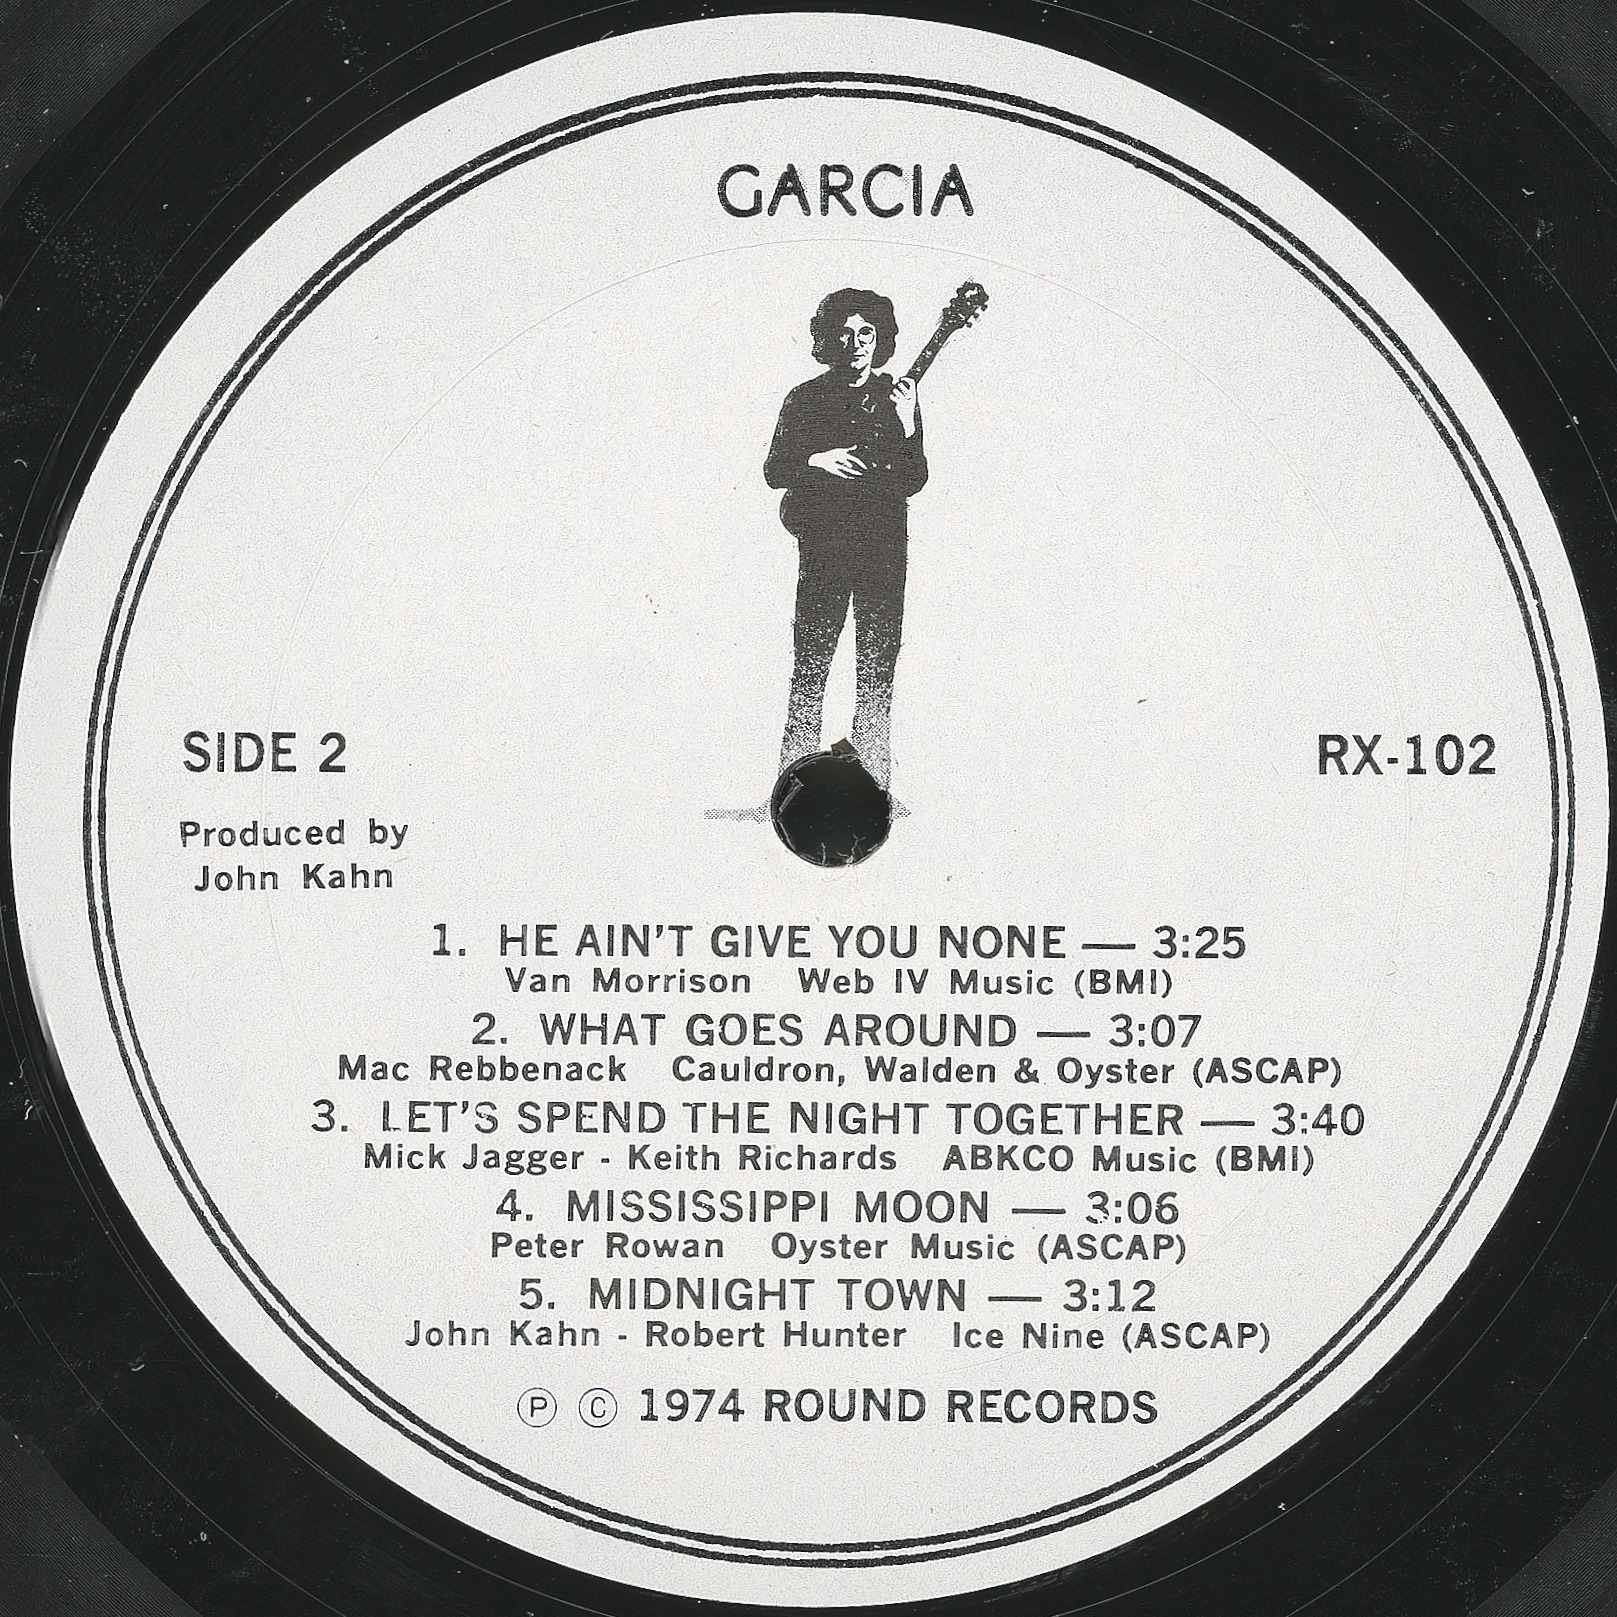 GARCIA
SIDE 2
RX-102
Produced by
John Kahn
1. HE AIN'T GIVE YOU NONE — 3:25
Van Morrison Web IV Music (BMI)
2. WHAT GOES AROUND — 3:07
Mac Rebbenack Cauldron, Walden & Oyster (ASCAP)
3. LET'S SPEND THE NIGHT TOGETHER — 3:40
Mick Jagger - Keith Richards ABKCO Music (BMI)
4. MISSISSIPPI MOON — 3:06
Peter Rowan Oyster Music (ASCAP)
5. MIDNIGHT TOWN — 3:12
John Kahn - Robert Hunter Ice Nine (ASCAP)
Ⓟ Ⓒ 1974 ROUND RECORDS